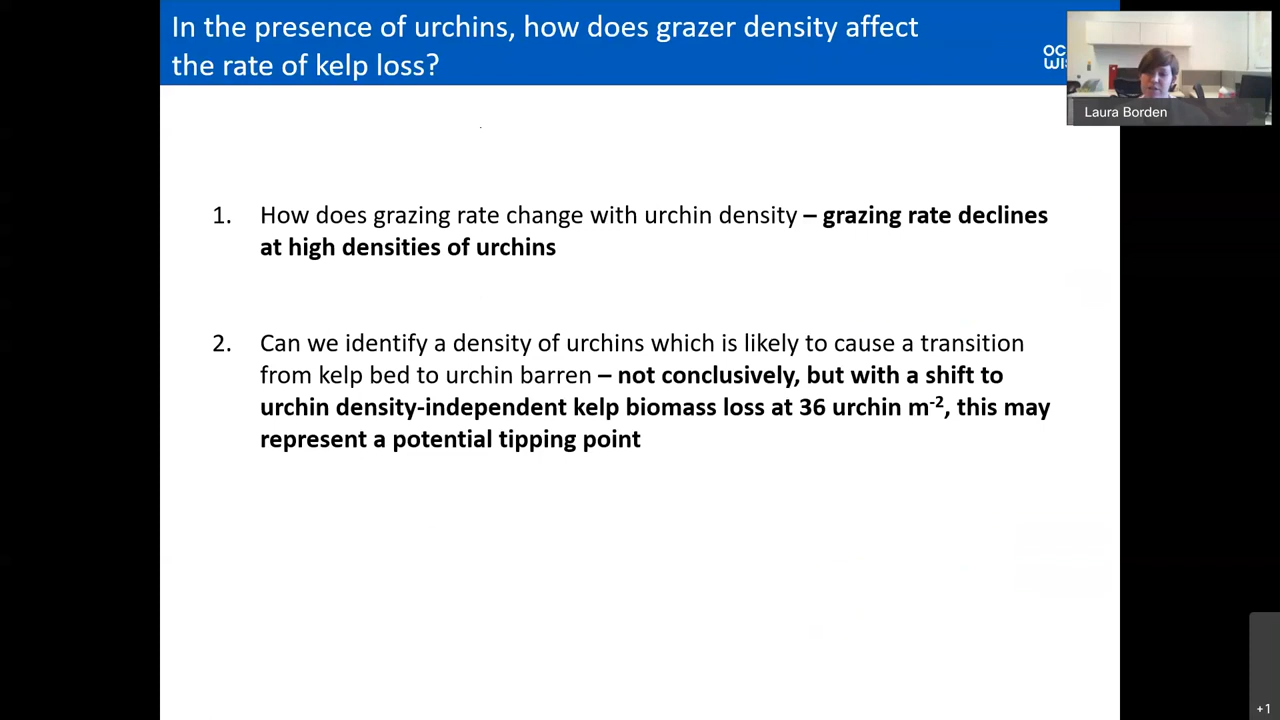 In the presence of urchins, how does grazer density affect
the rate of kelp loss?
OC
WI
Laura Borden
1. How does grazing rate change with urchin density – grazing rate declines
at high densities of urchins
2. Can we identify a density of urchins which is likely to cause a transition
from kelp bed to urchin barren – not conclusively, but with a shift to
urchin density-independent kelp biomass loss at 36 urchin m⁻², this may
represent a potential tipping point
+1